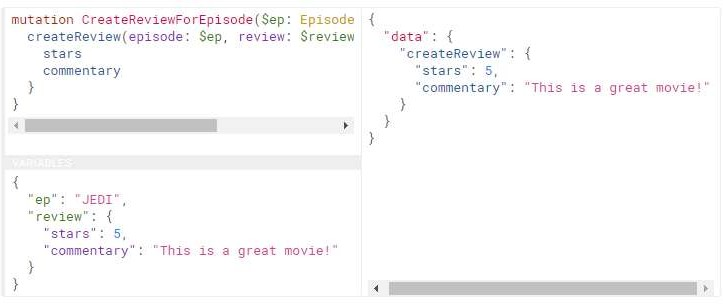 mutation CreateReviewForEpisode($ep: Episode
  createReview(episode: $ep, review: $review
    stars
    commentary
  }
}
VARIABLES
{
  "ep": "JEDI",
  "review": {
    "stars": 5,
    "commentary": "This is a great movie!"
  }
}
{
  "data": {
    "createReview": {
      "stars": 5,
      "commentary": "This is a great movie!"
    }
  }
}